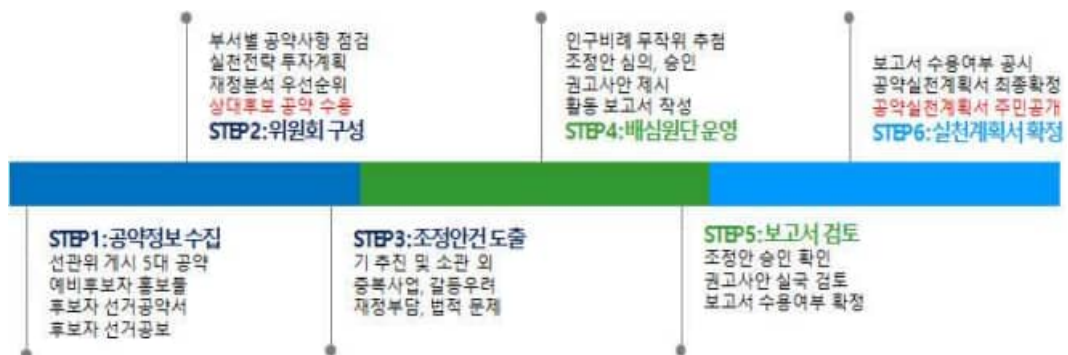 부서별 공약사항 점검
실천전략 투자계획
재정분석 우선순위
상대후보 공약 수용
STEP2:위원회 구성
인구비례 무작위 추첨
조정안 심의, 승인
권고사안 제시
활동 보고서 작성
STEP4:배심원단 운영
보고서 수용여부 공시
공약실천계획서 최종확정
공약실천계획서 주민공개
STEP6:실천계획서 확정
STEP1:공약정보 수집
선관위 게시 5대 공약
예비후보자 홍보물
후보자 선거공약서
후보자 선거공보
STEP3:조정안건 도출
기 추진 및 소관 외
중복사업, 갈등우려
재정부담, 법적 문제
STEP5:보고서 검토
조정안 승인 확인
권고사안 실국 검토
보고서 수용여부 확정